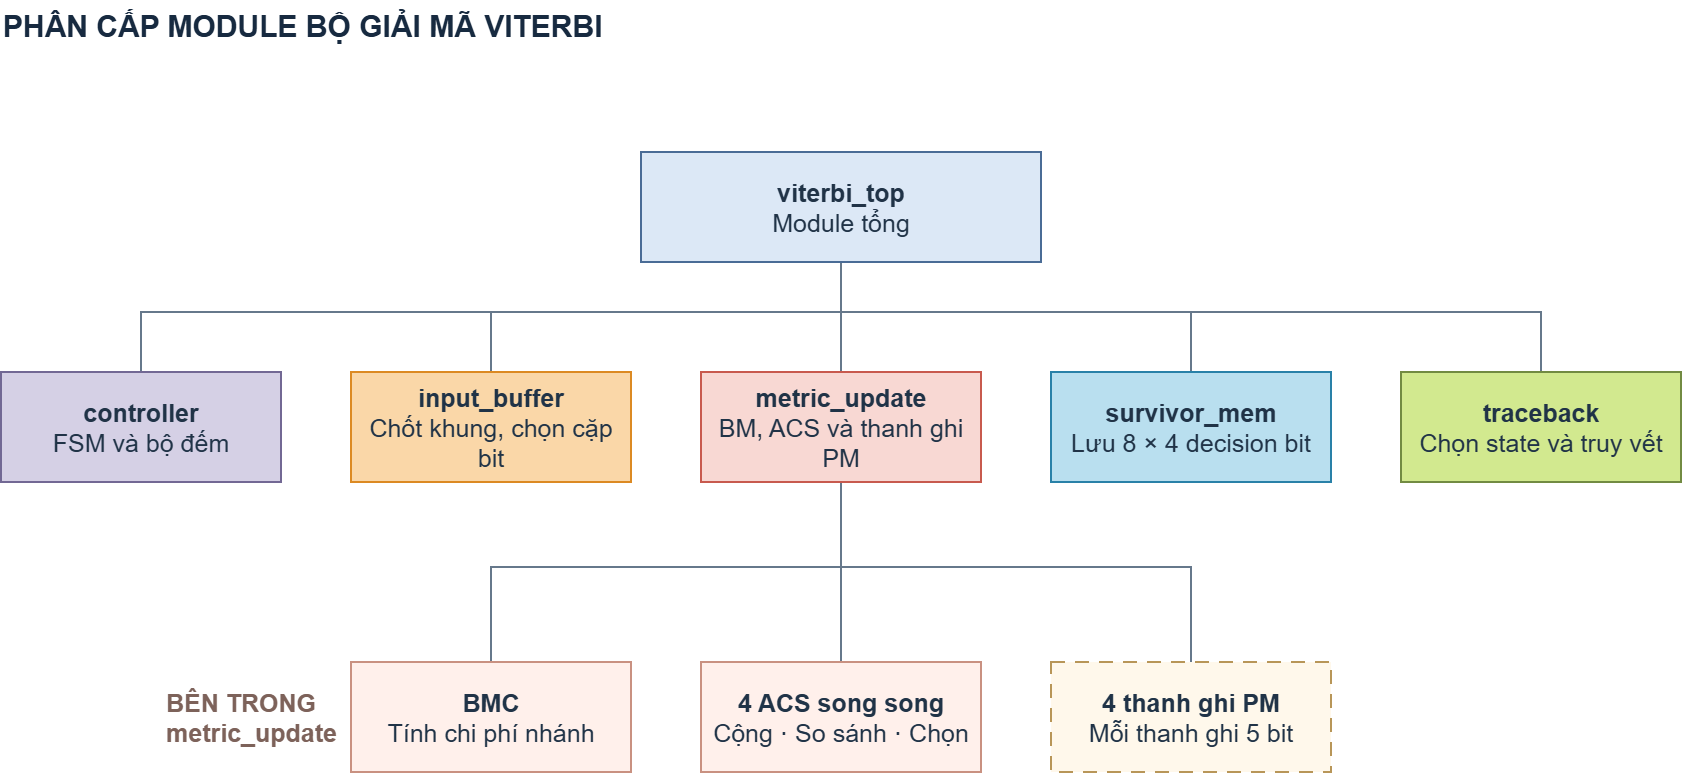 PHÂN CẤP MODULE BỘ GIẢI MÃ VITERBI
viterbi_top
Module tổng
controller
FSM và bộ đếm
input_buffer
Chốt khung, chọn cặp
bit
metric_update
BM, ACS và thanh ghi
PM
survivor_mem
Lưu 8 × 4 decision bit
traceback
Chọn state và truy vết
BÊN TRONG
metric_update
BMC
Tính chi phí nhánh
4 ACS song song
Cộng · So sánh · Chọn
4 thanh ghi PM
Mỗi thanh ghi 5 bit